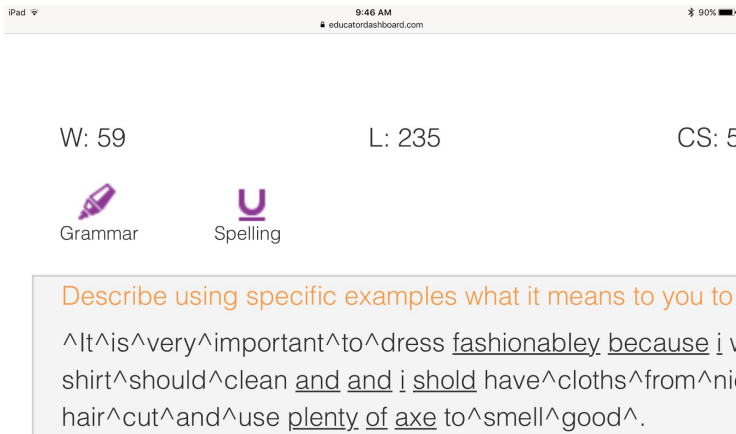 iPad 9:46 AM 90%
educatordashboard.com
W: 59 L: 235 CS: 5
Grammar Spelling
Describe using specific examples what it means to you to
^It^is^very^important^to^dress fashionabley because i
shirt^should^clean and and i shold have^cloths^from^
hair^cut^and^use plenty of axe to^smell^good^.